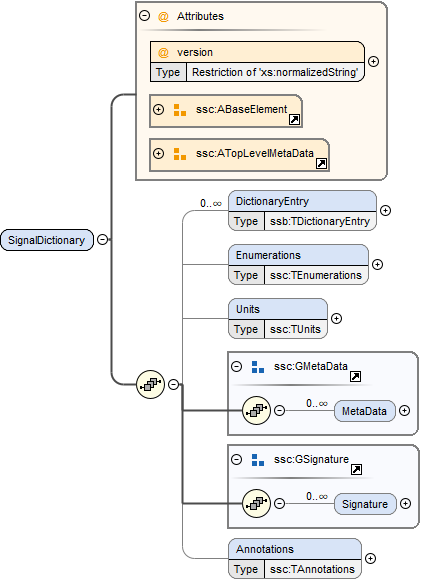 Attributes
version
Type Restriction of 'xs:normalizedString'
ssc:ABaseElement
ssc:ATopLevelMetaData
SignalDictionary
0..∞
DictionaryEntry
Type ssb:TDictionaryEntry
Enumerations
Type ssc:TEnumerations
Units
Type ssc:TUnits
ssc:GMetaData
0..∞
MetaData
ssc:GSignature
0..∞
Signature
Annotations
Type ssc:TAnnotations